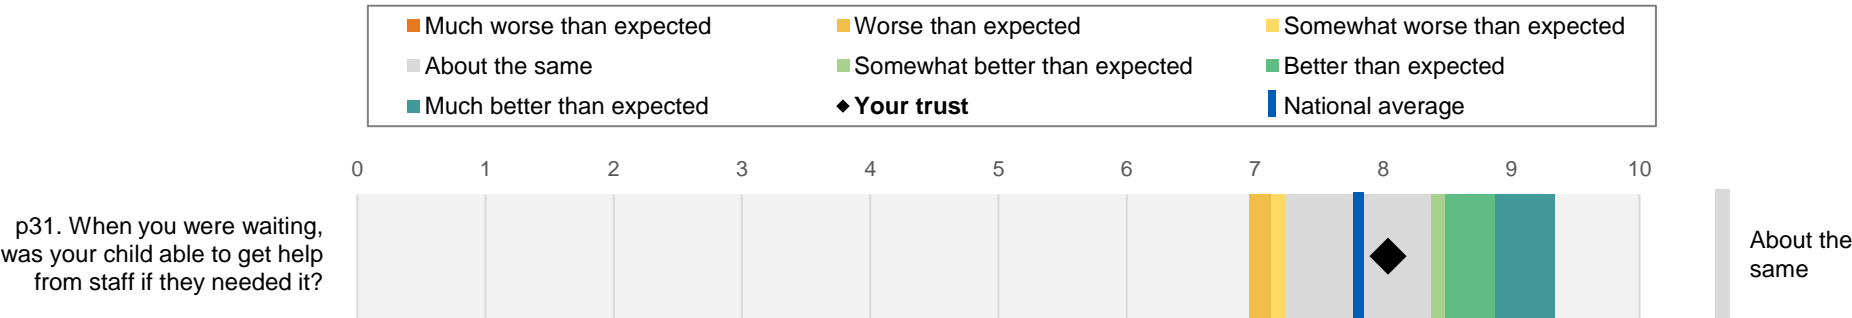 Much worse than expected
Worse than expected
Somewhat worse than expected
About the same
Somewhat better than expected
Better than expected
Much better than expected
Your trust
National average
0 1 2 3 4 5 6 7 8 9 10
p31. When you were waiting,
was your child able to get help
from staff if they needed it?
About the
same